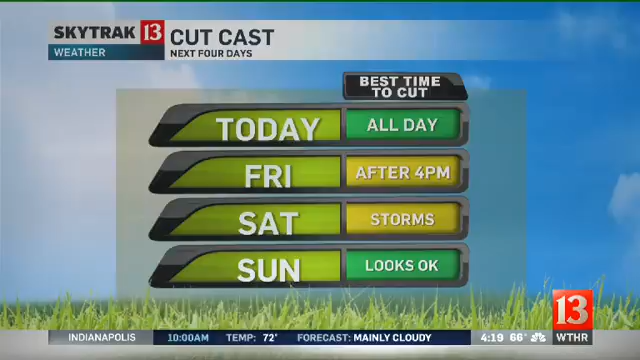 SKYTRAK 13
WEATHER
CUT CAST
NEXT FOUR DAYS
BEST TIME
TO CUT
TODAY ALL DAY
FRI AFTER 4PM
SAT STORMS
SUN LOOKS OK
13
INDIANAPOLIS 10:00AM TEMP: 72° FORECAST: MAINLY CLOUDY 4:19 66° WTHR